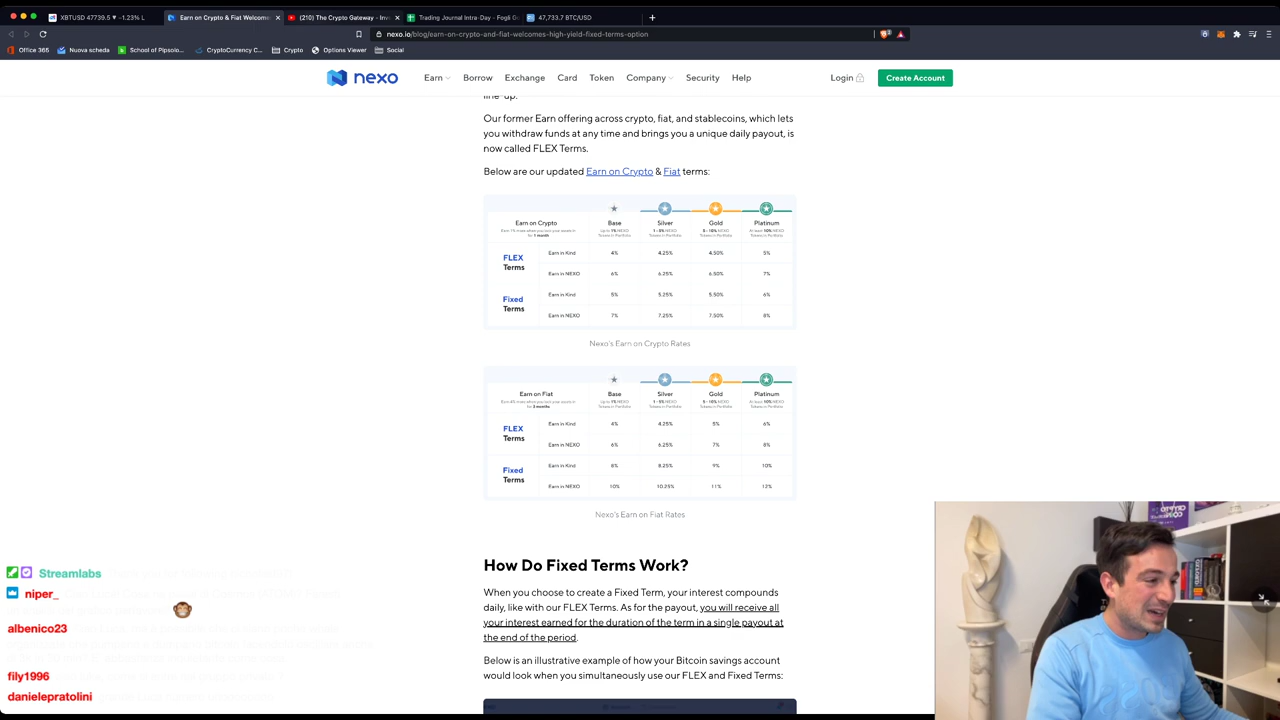 XBTUSD 47739.5 ▼ -1.23% L
Earn on Crypto & Fiat Welcome
(210) The Crypto Gateway - Inv
Trading Journal Intra-Day - Fogli G
47,733.7 BTC/USD
nexo.io/blog/earn-on-crypto-and-fiat-welcomes-high-yield-fixed-terms-option
Office 365
Nuova scheda
School of Pipsolo...
CryptoCurrency C...
Crypto
Options Viewer
Social
nexo
Earn
Borrow
Exchange
Card
Token
Company
Security
Help
Login
Create Account
line-up.
Our former Earn offering across crypto, fiat, and stablecoins, which lets
you withdraw funds at any time and brings you a unique daily payout, is
now called FLEX Terms.
Below are our updated Earn on Crypto & Fiat terms:
Earn on Crypto Base Silver Gold Platinum
FLEX Terms
Earn in Kind 4% 4.25% 4.50% 5%
Earn in NEXO 6% 6.25% 6.50% 7%
Fixed Terms
Earn in Kind 5% 5.25% 5.50% 6%
Earn in NEXO 7% 7.25% 7.50% 8%
Nexo's Earn on Crypto Rates
Earn on Fiat Base Silver Gold Platinum
FLEX Terms
Earn in Kind 4% 4.25% 5% 6%
Earn in NEXO 6% 6.25% 7% 8%
Fixed Terms
Earn in Kind 8% 8.25% 9% 10%
Earn in NEXO 10% 10.25% 11% 12%
Nexo's Earn on Fiat Rates
How Do Fixed Terms Work?
When you choose to create a Fixed Term, your interest compounds
daily, like with our FLEX Terms. As for the payout, you will receive all
your interest earned for the duration of the term in a single payout at
the end of the period.
Below is an illustrative example of how your Bitcoin savings account
would look when you simultaneously use our FLEX and Fixed Terms:
Streamlabs
niper_
albenico23
fily1996
danielepratolini